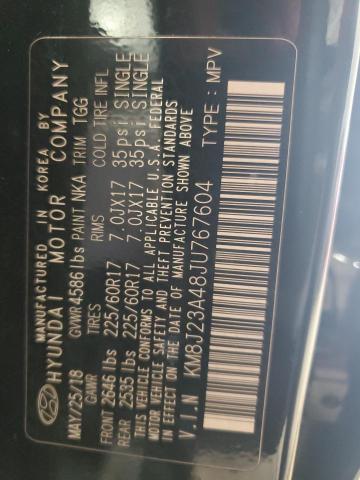 MANUFACTURED IN KOREA BY
HYUNDAI MOTOR COMPANY
MAY/25/18 GVWR 4586 lbs PAINT NKA TRIM TGG
GAWR TIRES RIMS COLD TIRE INFL
FRONT 2646 lbs 225/60R17 7.0JX17 35psi SINGLE
REAR 2535 lbs 225/60R17 7.0JX17 35psi SINGLE
THIS VEHICLE CONFORMS TO ALL APPLICABLE U.S.A. FEDERAL
MOTOR VEHICLE SAFETY, BUMPER, AND THEFT PREVENTION STANDARDS
IN EFFECT ON THE DATE OF MANUFACTURE SHOWN ABOVE.
V.I.N KM8J23A48JU767604 TYPE: MPV